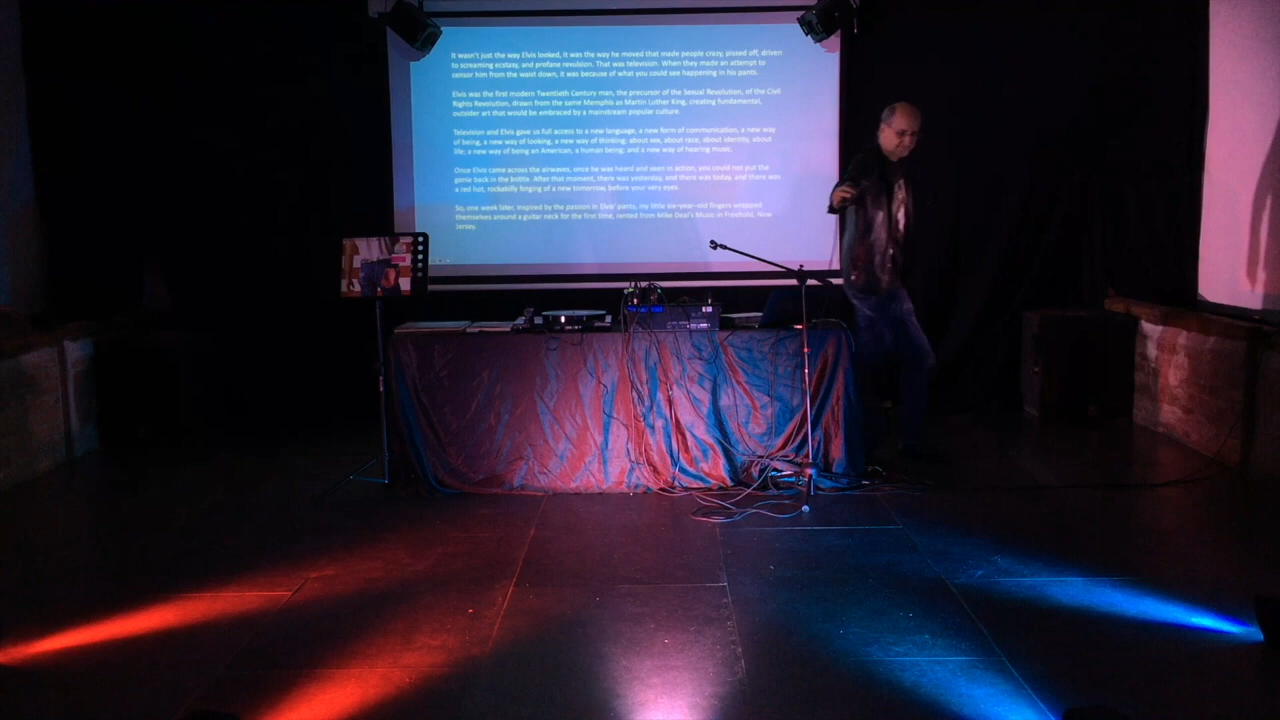 It wasn't just the way Elvis looked, it was the way he moved that made people crazy, pissed off, driven
to screaming ecstasy, and profane revulsion. That was television. When they made an attempt to
censor him from the waist down, it was because of what you could see happening in his pants.
Elvis was the first modern Twentieth Century man, the precursor of the Sexual Revolution, of the Civil
Rights Revolution, drawn from the same Memphis as Martin Luther King, creating fundamental,
outsider art that would be embraced by a mainstream popular culture.
Television and Elvis gave us full access to a new language, a new form of communication, a new way
of being, a new way of looking, a new way of thinking; about sex, about race, about identity, about
life; a new way of being an American, a human being; and a new way of hearing music.
Once Elvis came across the airwaves, once he was heard and seen in action, you could not put the
genie back in the bottle. After that moment, there was yesterday, and there was today, and there was
a red hot, rockabilly forging of a new tomorrow, before your very eyes.
So, one week later, inspired by the passion in Elvis' pants, my little six-year-old fingers wrapped
themselves around a guitar neck for the first time, rented from Mike Deal's Music in Freehold, New
Jersey.